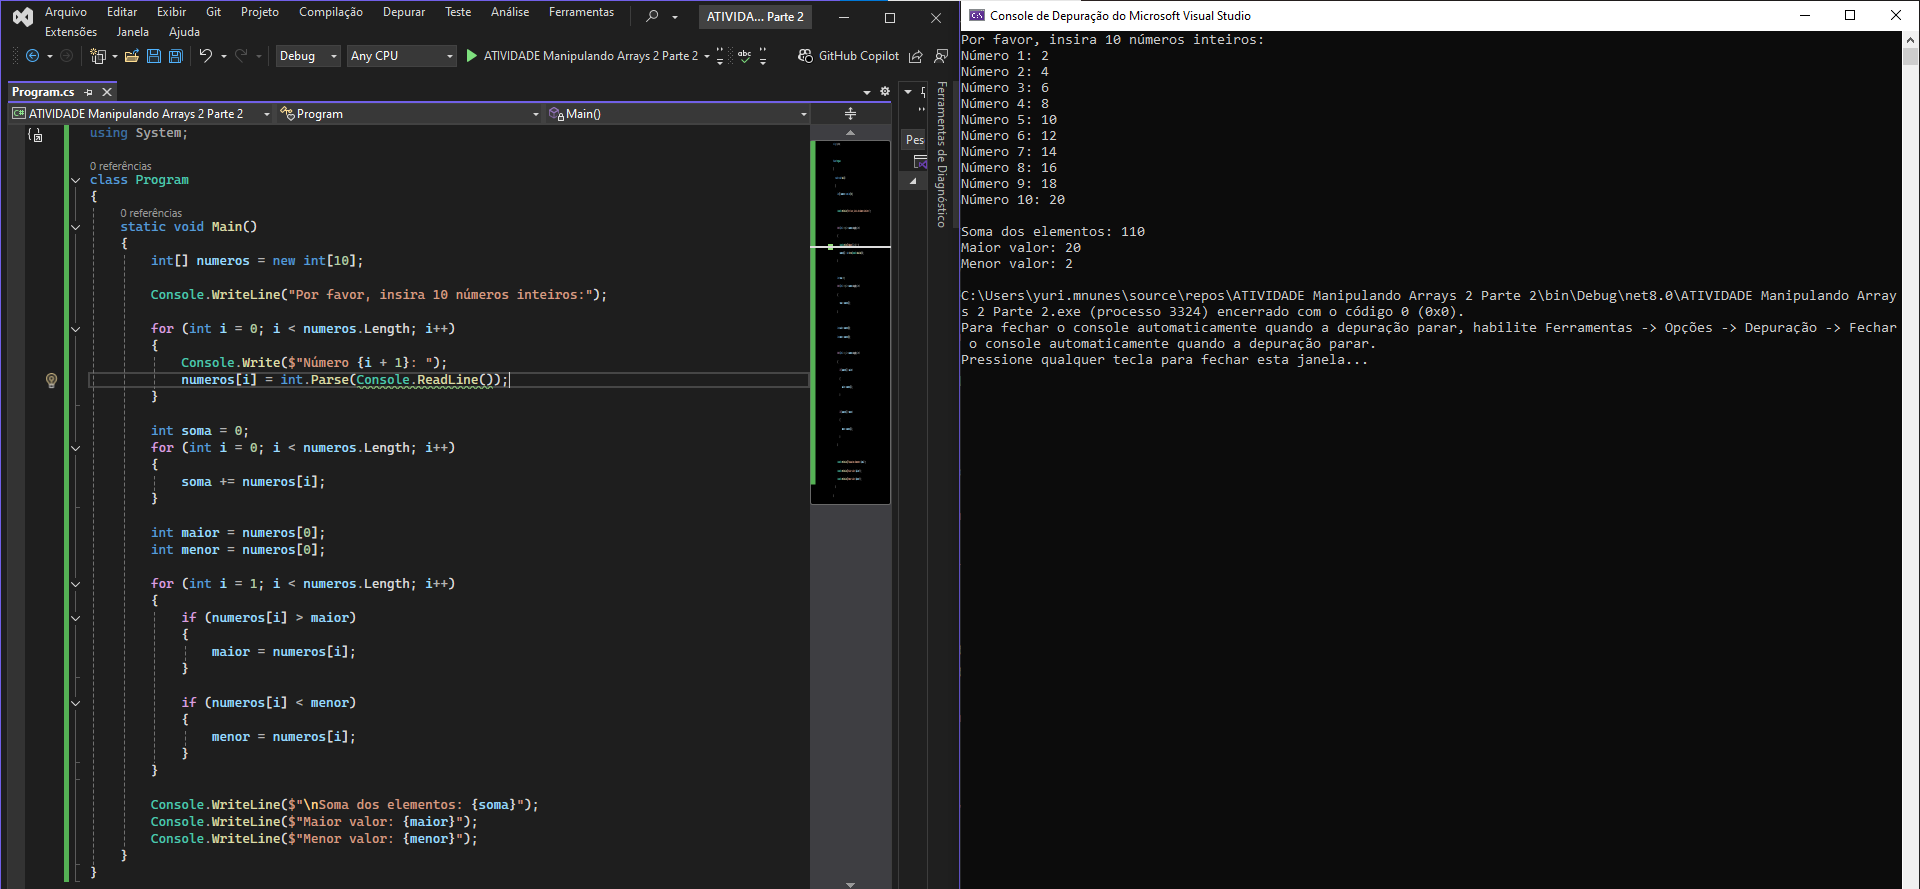 Arquivo Editar Exibir Git Projeto Compilação Depurar Teste Análise Ferramentas
ATIVIDA... Parte 2
Extensões Janela Ajuda
Debug Any CPU ATIVIDADE Manipulando Arrays 2 Parte 2 abc GitHub Copilot
Program.cs
C# ATIVIDADE Manipulando Arrays 2 Parte 2 Program Main()
using System;
0 referências
class Program
{
0 referências
static void Main()
{
int[] numeros = new int[10];
Console.WriteLine("Por favor, insira 10 números inteiros:");
for (int i = 0; i < numeros.Length; i++)
{
Console.Write($"Número {i + 1}: ");
numeros[i] = int.Parse(Console.ReadLine());
}
int soma = 0;
for (int i = 0; i < numeros.Length; i++)
{
soma += numeros[i];
}
int maior = numeros[0];
int menor = numeros[0];
for (int i = 1; i < numeros.Length; i++)
{
if (numeros[i] > maior)
{
maior = numeros[i];
}
if (numeros[i] < menor)
{
menor = numeros[i];
}
}
Console.WriteLine($"\nSoma dos elementos: {soma}");
Console.WriteLine($"Maior valor: {maior}");
Console.WriteLine($"Menor valor: {menor}");
}
}
Pes
Ferramentas de Diagnóstico
Console de Depuração do Microsoft Visual Studio
Por favor, insira 10 números inteiros:
Número 1: 2
Número 2: 4
Número 3: 6
Número 4: 8
Número 5: 10
Número 6: 12
Número 7: 14
Número 8: 16
Número 9: 18
Número 10: 20
Soma dos elementos: 110
Maior valor: 20
Menor valor: 2
C:\Users\yuri.mnunes\source\repos\ATIVIDADE Manipulando Arrays 2 Parte 2\bin\Debug\net8.0\ATIVIDADE Manipulando Array
s 2 Parte 2.exe (processo 3324) encerrado com o código 0 (0x0).
Para fechar o console automaticamente quando a depuração parar, habilite Ferramentas -> Opções -> Depuração -> Fechar
o console automaticamente quando a depuração parar.
Pressione qualquer tecla para fechar esta janela...